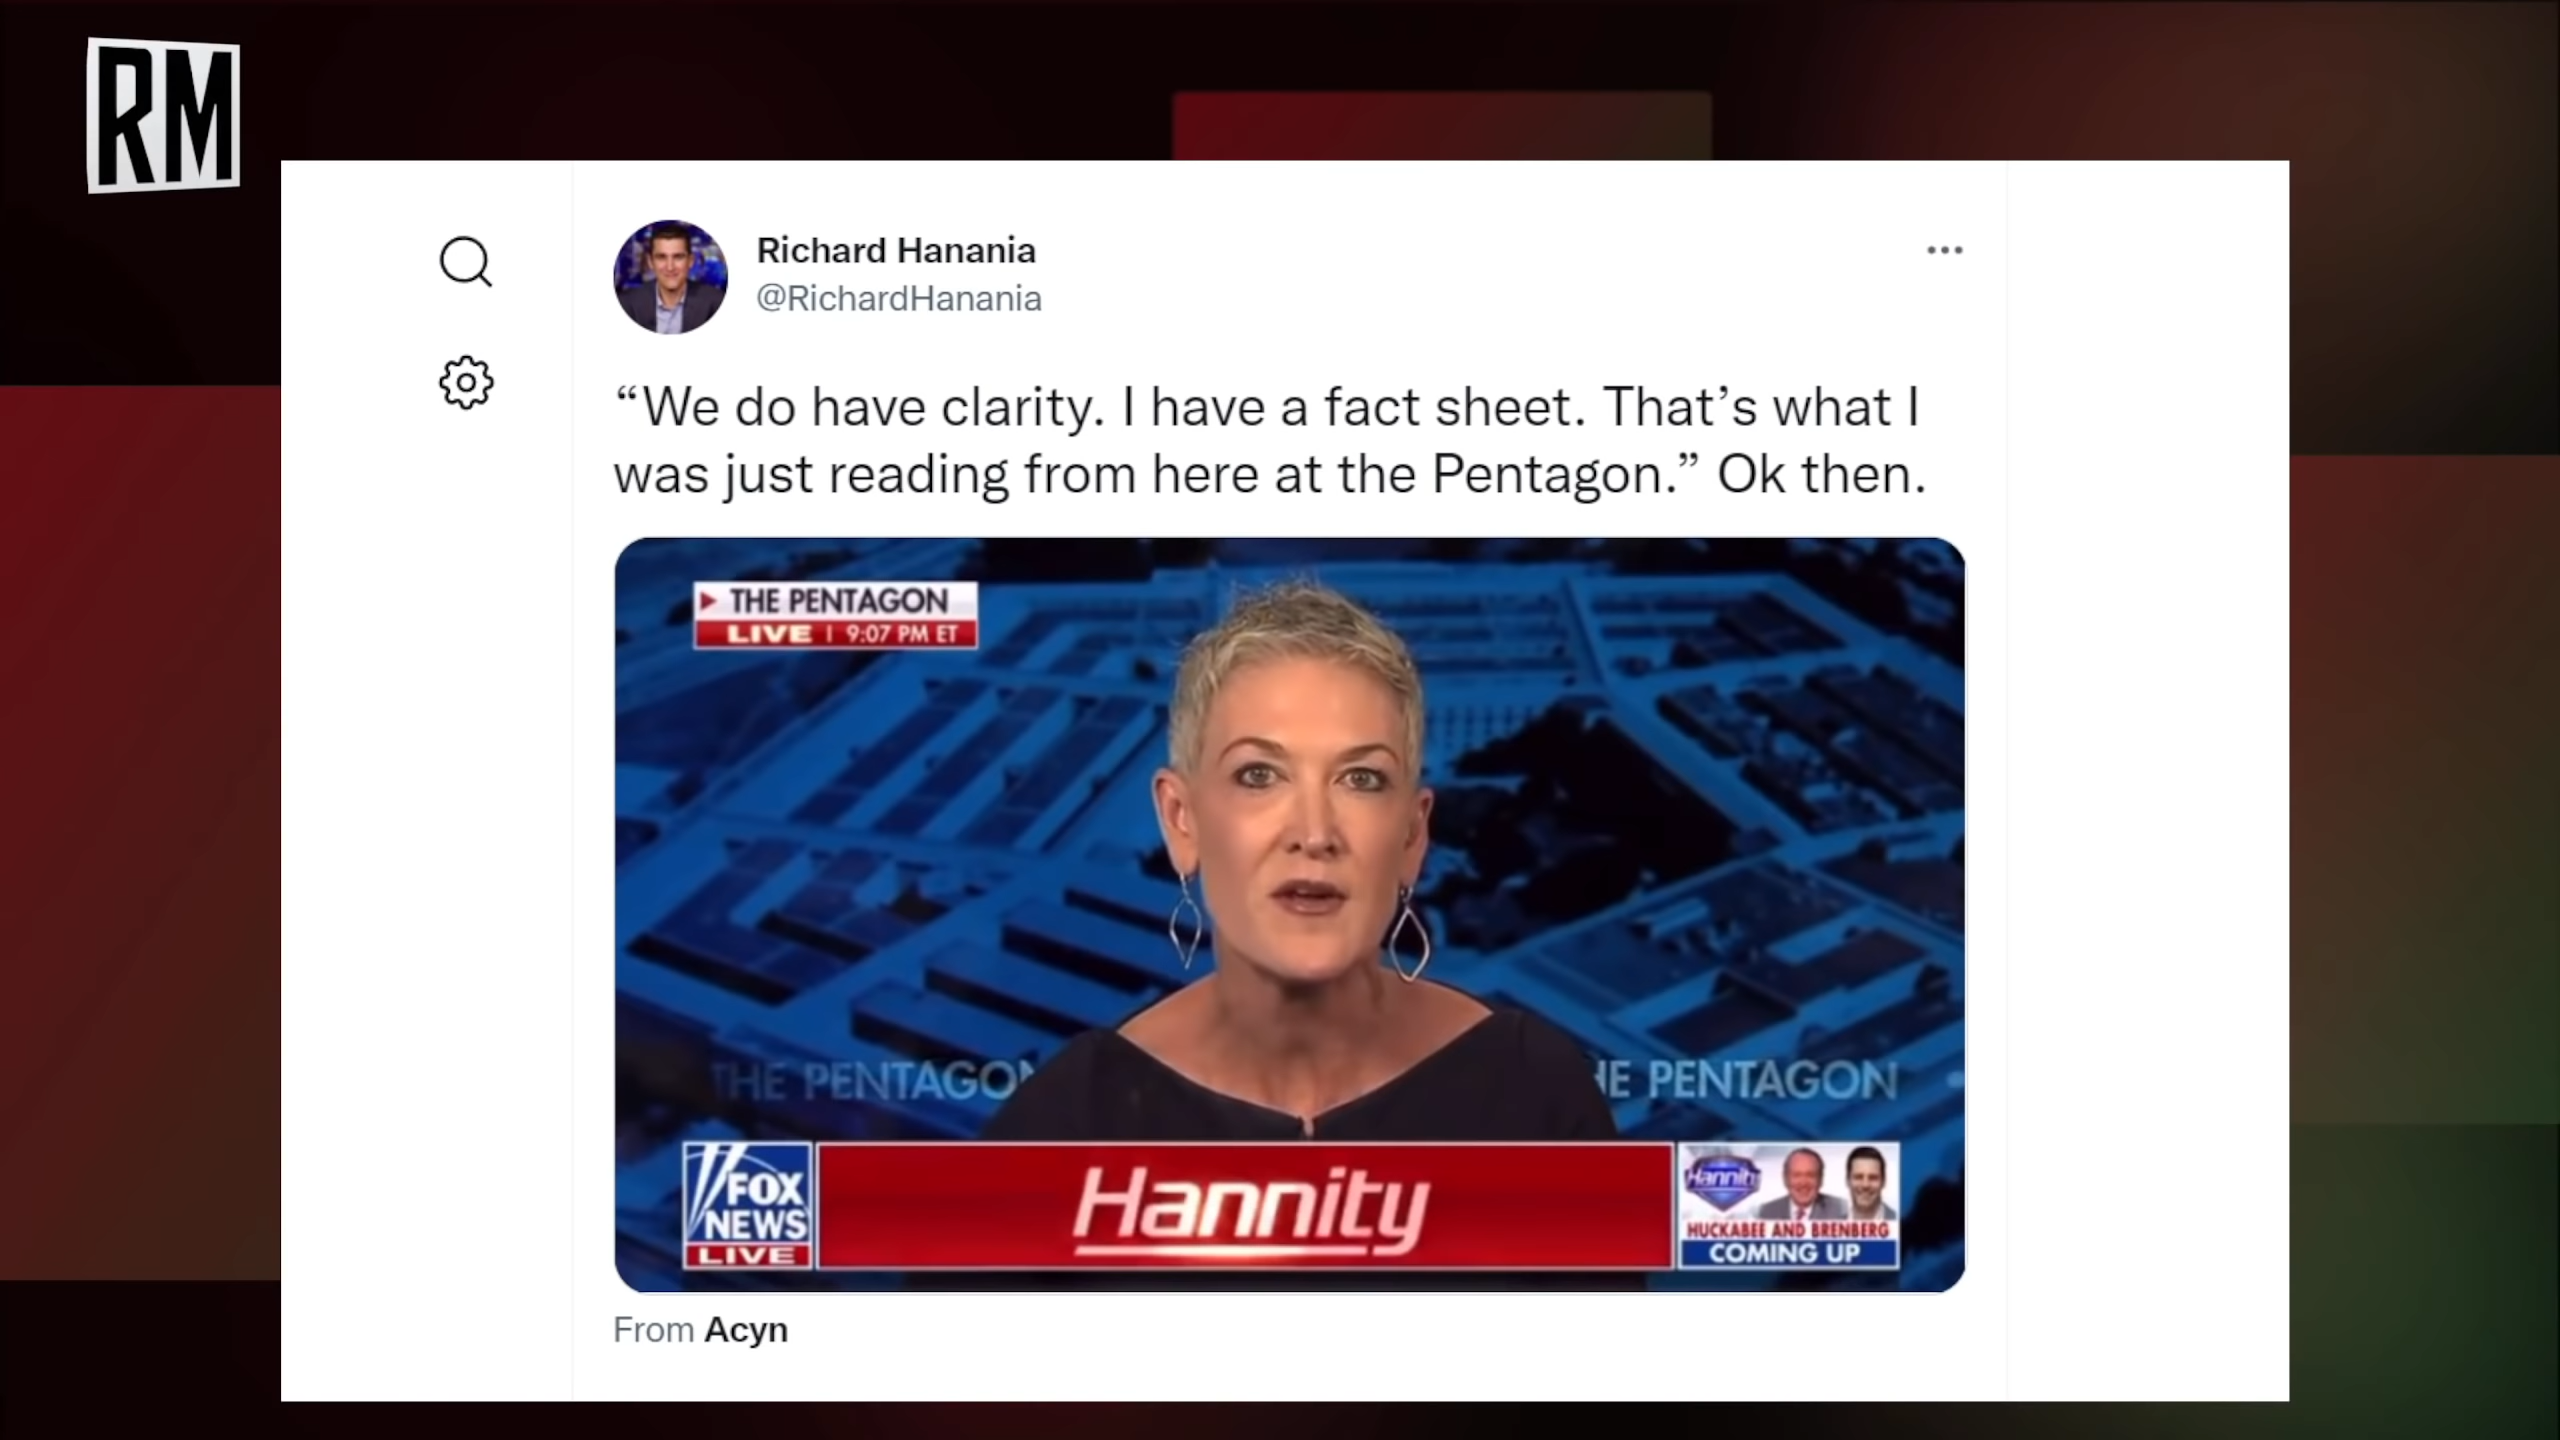 RM
Richard Hanania
@RichardHanania
“We do have clarity. I have a fact sheet. That’s what I
was just reading from here at the Pentagon.” Ok then.
THE PENTAGON
LIVE | 9:07 PM ET
THE PENTAGON
HE PENTAGON
FOX
NEWS
LIVE
Hannity
Hannity
HUCKABEE AND BRENBERG
COMING UP
From Acyn